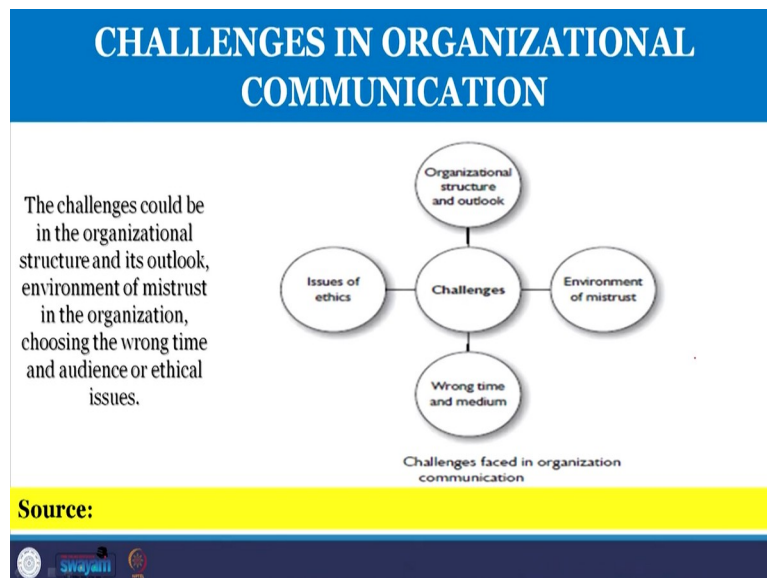 CHALLENGES IN ORGANIZATIONAL
COMMUNICATION
The challenges could be
in the organizational
structure and its outlook,
environment of mistrust
in the organization,
choosing the wrong time
and audience or ethical
issues.
Organizational
structure
and outlook
Issues of
ethics
Challenges
Environment
of mistrust
Wrong time
and medium
Challenges faced in organization
communication
Source:
swayam